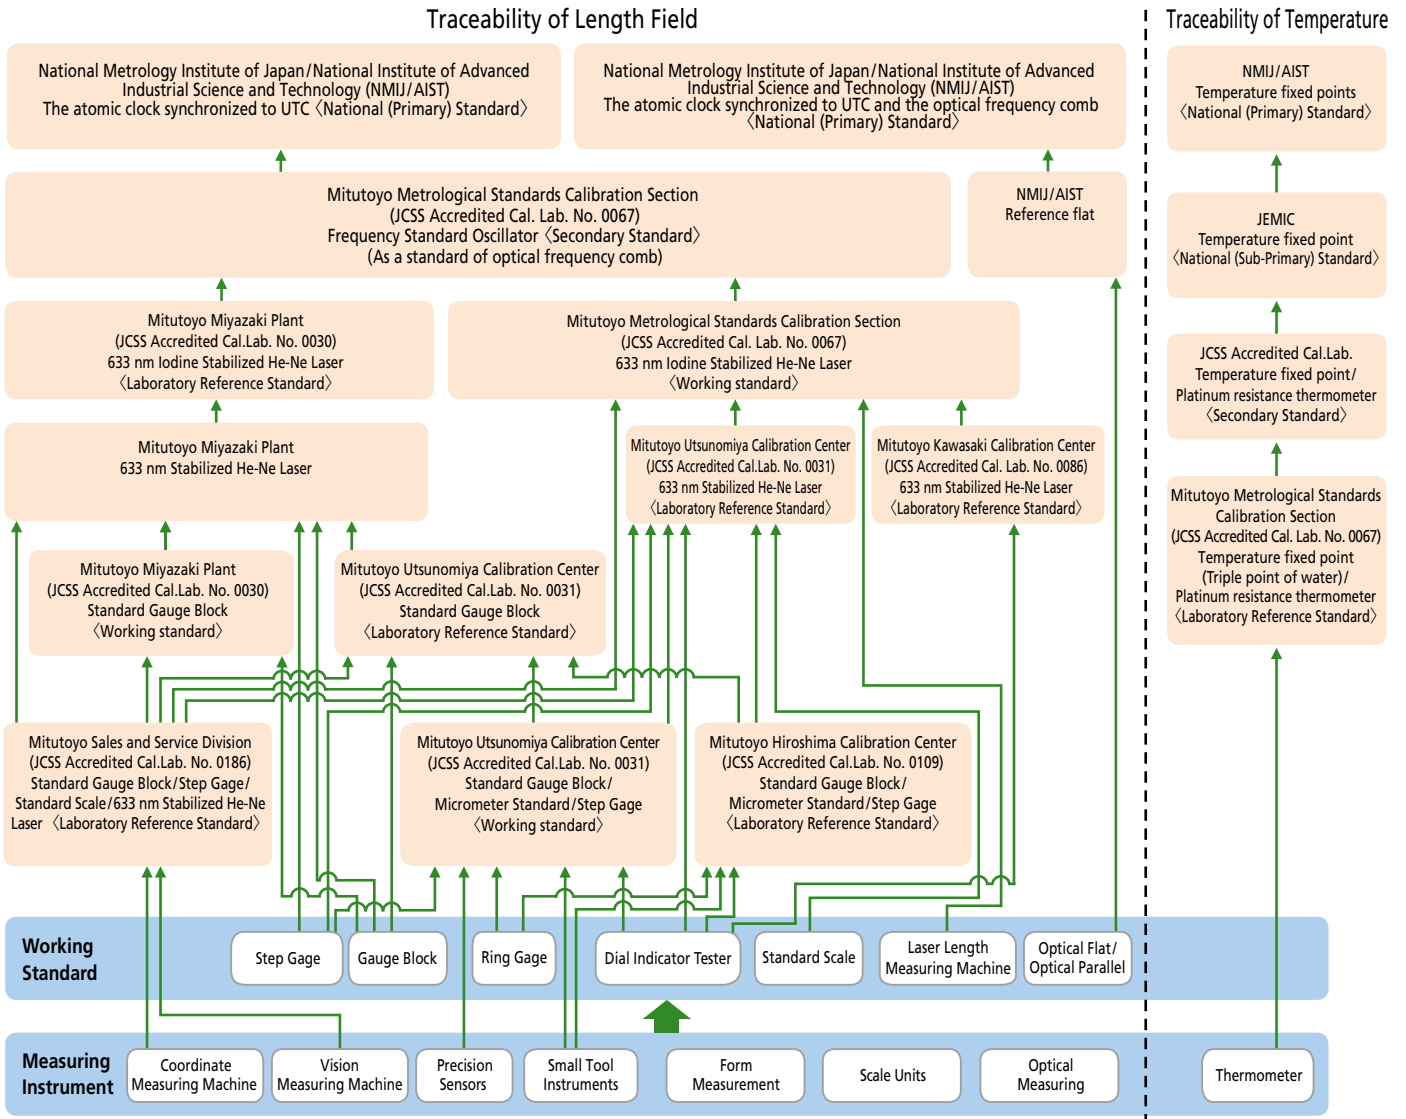 Traceability of Length Field
Traceability of Temperature
National Metrology Institute of Japan/National Institute of Advanced
Industrial Science and Technology (NMIJ/AIST)
The atomic clock synchronized to UTC〈National (Primary) Standard〉
National Metrology Institute of Japan/National Institute of Advanced
Industrial Science and Technology (NMIJ/AIST)
The atomic clock synchronized to UTC and the optical frequency comb
〈National (Primary) Standard〉
NMIJ/AIST
Temperature fixed points
〈National (Primary) Standard〉
Mitutoyo Metrological Standards Calibration Section
(JCSS Accredited Cal. Lab. No. 0067)
Frequency Standard Oscillator〈Secondary Standard〉
(As a standard of optical frequency comb)
NMIJ/AIST
Reference flat
JEMIC
Temperature fixed point
〈National (Sub-Primary) Standard〉
Mitutoyo Miyazaki Plant
(JCSS Accredited Cal.Lab. No. 0030)
633 nm Iodine Stabilized He-Ne Laser
〈Laboratory Reference Standard〉
Mitutoyo Metrological Standards Calibration Section
(JCSS Accredited Cal. Lab. No. 0067)
633 nm Iodine Stabilized He-Ne Laser
〈Working standard〉
JCSS Accredited Cal.Lab.
Temperature fixed point/
Platinum resistance thermometer
〈Secondary Standard〉
Mitutoyo Miyazaki Plant
633 nm Stabilized He-Ne Laser
Mitutoyo Utsunomiya Calibration Center
(JCSS Accredited Cal.Lab. No. 0031)
633 nm Stabilized He-Ne Laser
〈Laboratory Reference Standard〉
Mitutoyo Kawasaki Calibration Center
(JCSS Accredited Cal. Lab. No. 0086)
633 nm Stabilized He-Ne Laser
〈Laboratory Reference Standard〉
Mitutoyo Metrological Standards
Calibration Section
(JCSS Accredited Cal. Lab. No. 0067)
Temperature fixed point
(Triple point of water)/
Platinum resistance thermometer
〈Laboratory Reference Standard〉
Mitutoyo Miyazaki Plant
(JCSS Accredited Cal.Lab. No. 0030)
Standard Gauge Block
〈Working standard〉
Mitutoyo Utsunomiya Calibration Center
(JCSS Accredited Cal.Lab. No. 0031)
Standard Gauge Block
〈Laboratory Reference Standard〉
Mitutoyo Sales and Service Division
(JCSS Accredited Cal.Lab. No. 0186)
Standard Gauge Block/Step Gage/
Standard Scale/633 nm Stabilized He-Ne
Laser〈Laboratory Reference Standard〉
Mitutoyo Utsunomiya Calibration Center
(JCSS Accredited Cal.Lab. No. 0031)
Standard Gauge Block/
Micrometer Standard/Step Gage
〈Working standard〉
Mitutoyo Hiroshima Calibration Center
(JCSS Accredited Cal.Lab. No. 0109)
Standard Gauge Block/
Micrometer Standard/Step Gage
〈Laboratory Reference Standard〉
Working
Standard
Step Gage
Gauge Block
Ring Gage
Dial Indicator Tester
Standard Scale
Laser Length
Measuring Machine
Optical Flat/
Optical Parallel
Measuring
Instrument
Coordinate
Measuring Machine
Vision
Measuring Machine
Precision
Sensors
Small Tool
Instruments
Form
Measurement
Scale Units
Optical
Measuring
Thermometer